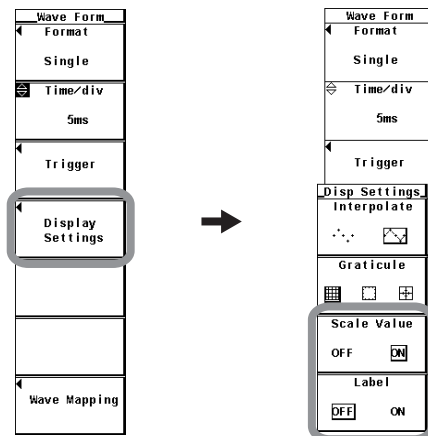 Wave Form
Format
Single
Time/div
5ms
Trigger
Display
Settings
Wave Mapping
Wave Form
Format
Single
Time/div
5ms
Trigger
Disp Settings
Interpolate
Graticule
Scale Value
OFF ON
Label
OFF ON